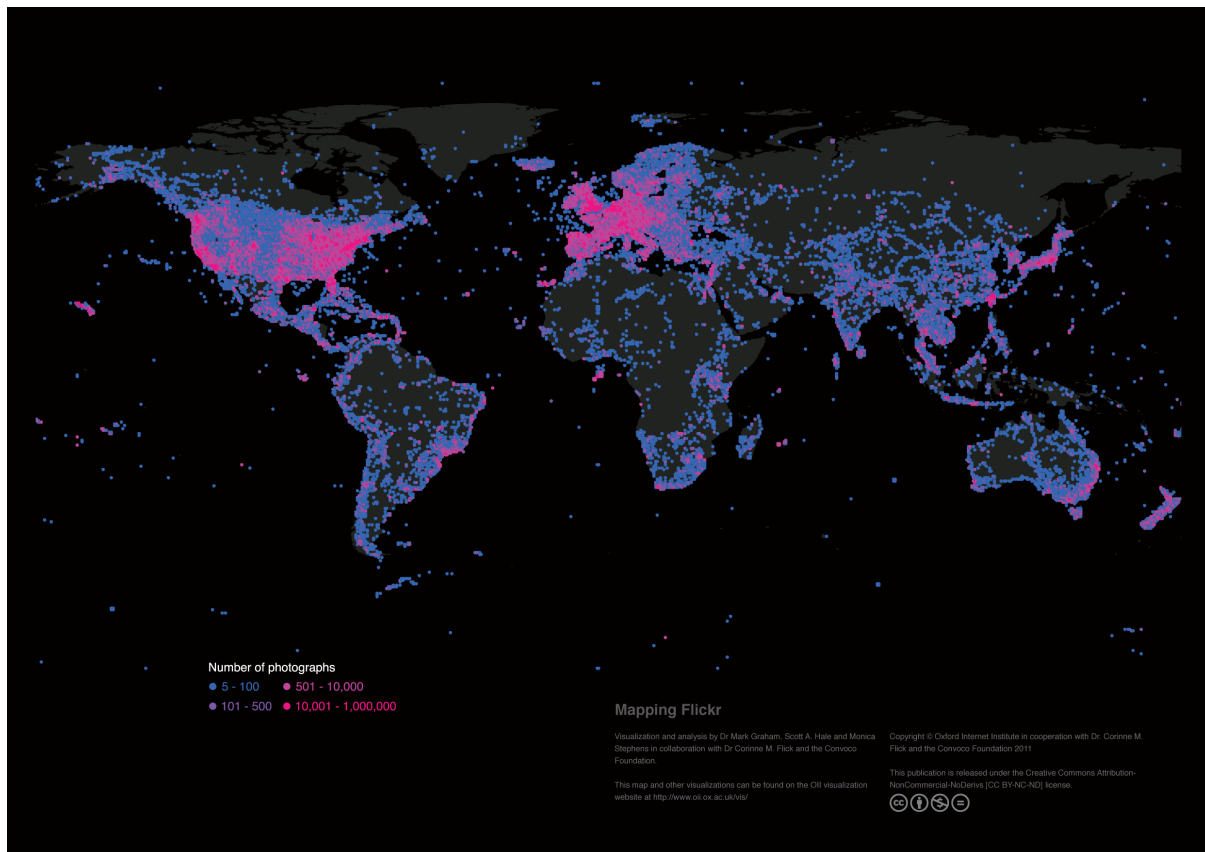 Number of photographs
5 - 100
501 - 10,000
101 - 500
10,001 - 1,000,000
Mapping Flickr
Visualization and analysis by Dr Mark Graham, Scott A. Hale and Monica
Stephens in collaboration with Dr Corinne M. Flick and the Convoco
Foundation.
This map and other visualizations can be found on the OII visualization
website at http://www.oii.ox.ac.uk/vis/
Copyright © Oxford Internet Institute in cooperation with Dr. Corinne M.
Flick and the Convoco Foundation 2011
This publication is released under the Creative Commons Attribution-
NonCommercial-NoDerivs [CC BY-NC-ND] license.
cc